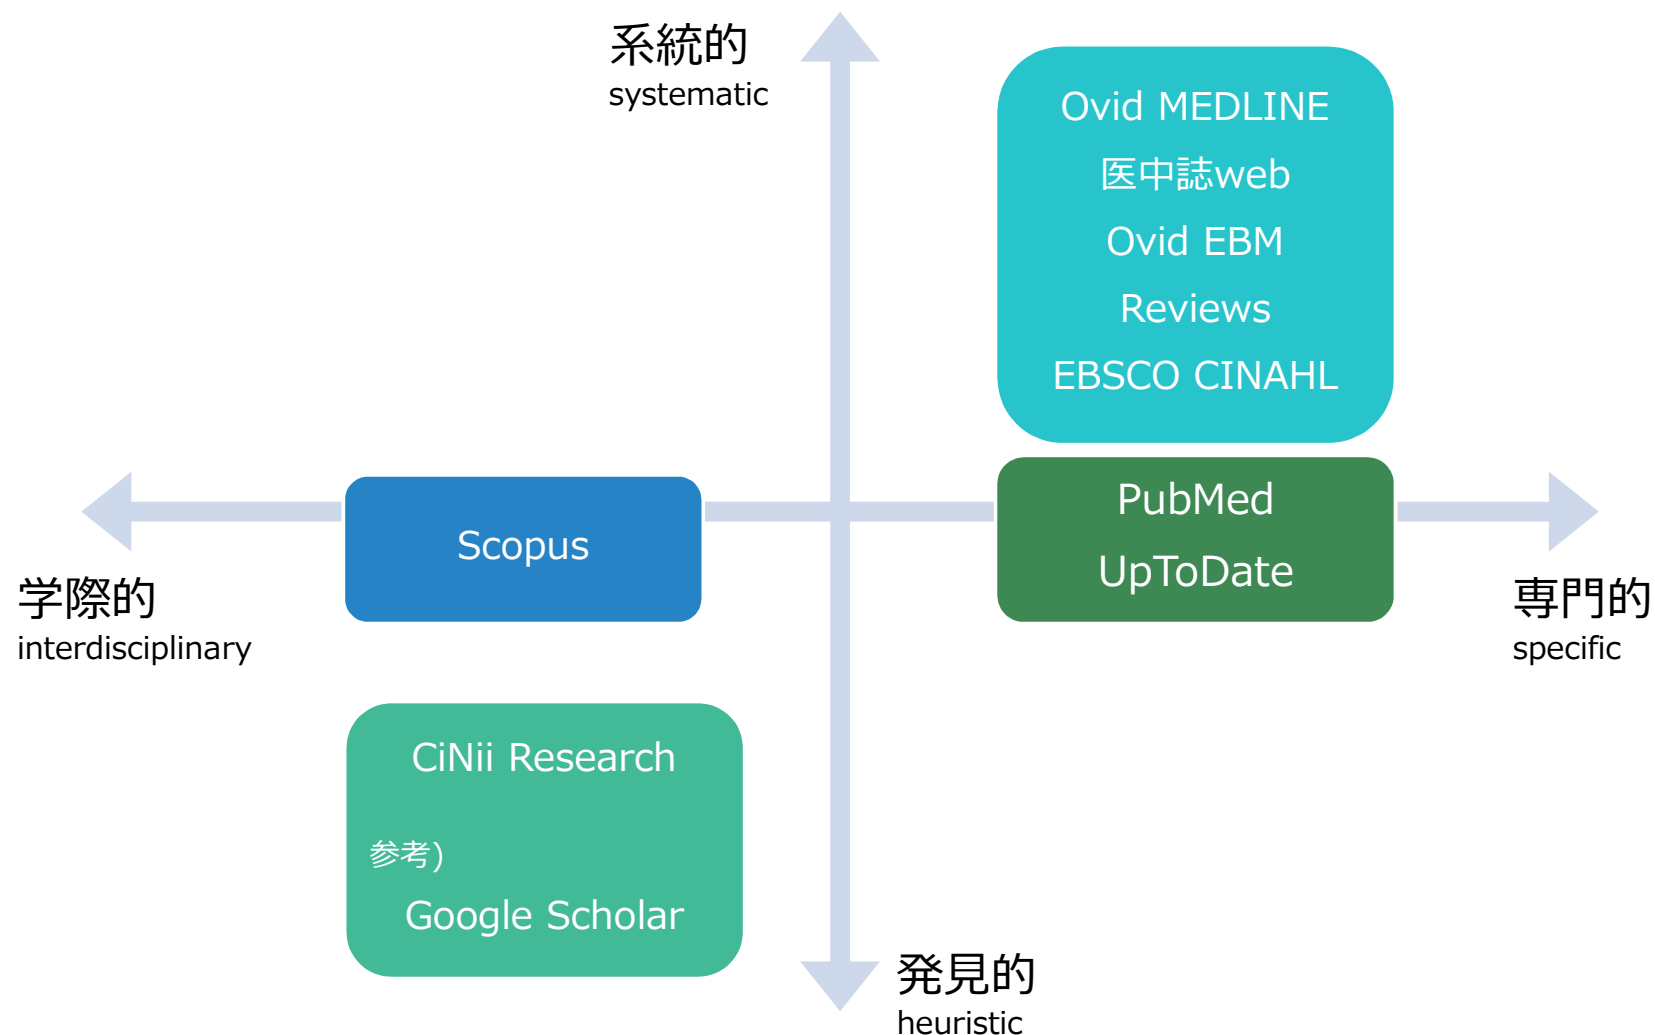 系統的
systematic
Ovid MEDLINE
医中誌web
Ovid EBM
Reviews
EBSCO CINAHL
Scopus
PubMed
UpToDate
学際的
interdisciplinary
専門的
specific
CiNii Research
参考)
Google Scholar
発見的
heuristic